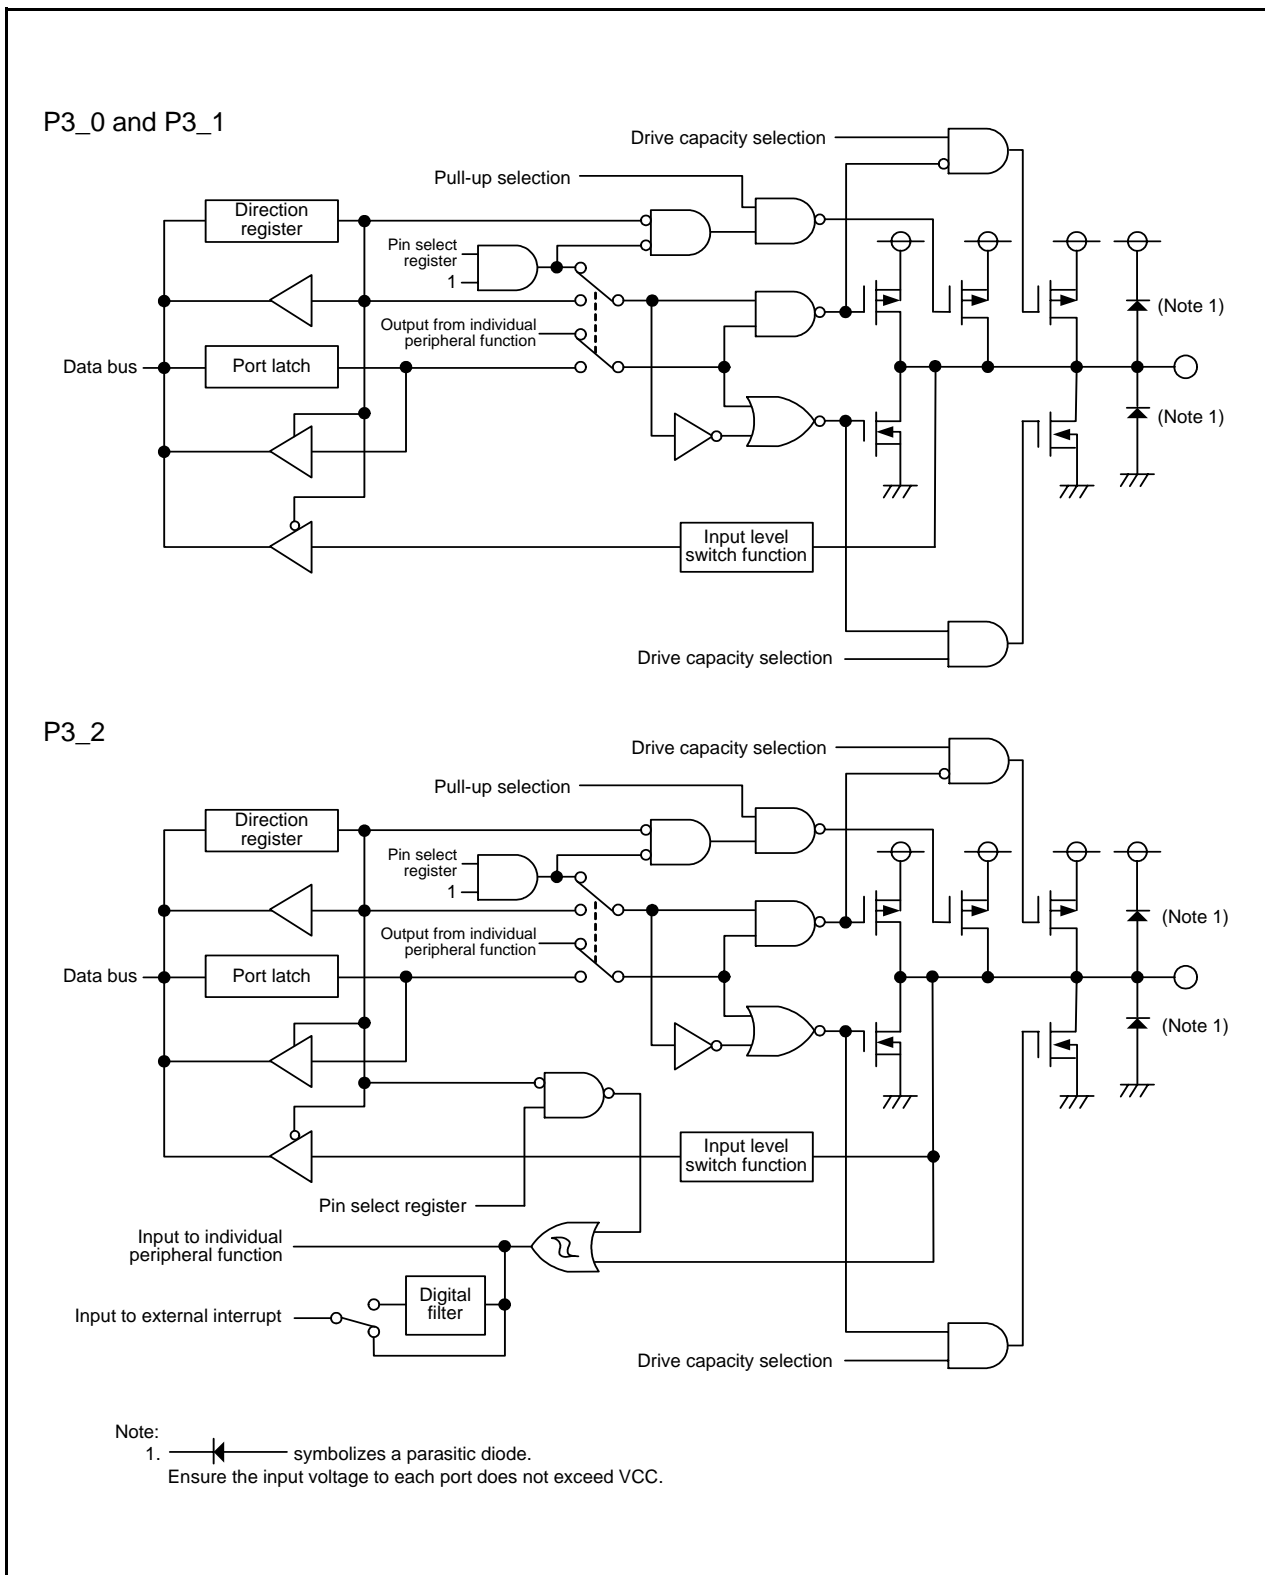 P3_0 and P3_1
Drive capacity selection
Pull-up selection
Direction
register
Pin select
register
1
(Note 1)
Output from individual
peripheral function
Data bus
Port latch
(Note 1)
Input level
switch function
Drive capacity selection
P3_2
Drive capacity selection
Pull-up selection
Direction
register
Pin select
register
1
(Note 1)
Output from individual
peripheral function
Data bus
Port latch
(Note 1)
Input level
switch function
Pin select register
Input to individual
peripheral function
Digital
filter
Input to external interrupt
Drive capacity selection
Note:
1. symbolizes a parasitic diode.
Ensure the input voltage to each port does not exceed VCC.